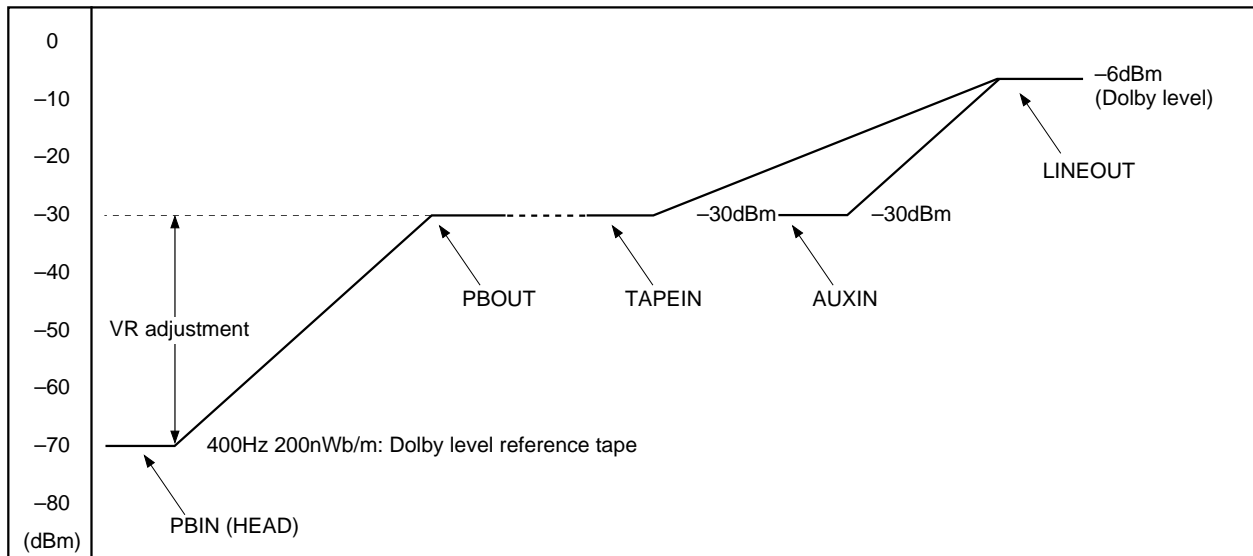 0
–10
–20
–30
–40
–50
–60
–70
–80
(dBm)
–6dBm
(Dolby level)
LINEOUT
–30dBm
–30dBm
PBOUT
TAPEIN
AUXIN
VR adjustment
400Hz 200nWb/m: Dolby level reference tape
PBIN (HEAD)